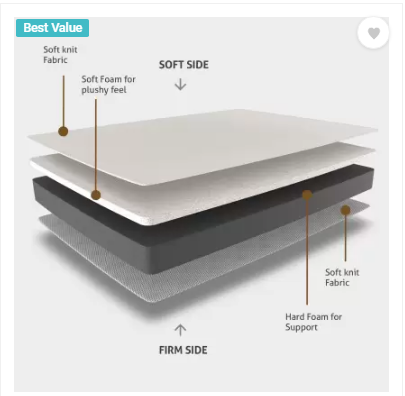 Best Value
Soft knit
Fabric
SOFT SIDE
Soft Foam for
plushy feel
Soft knit
Fabric
Hard Foam for
Support
FIRM SIDE